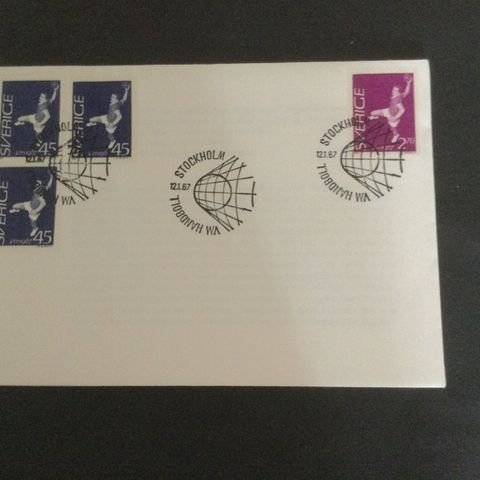 SVERIGE
45
SVERIGE
45
SVERIGE
45
SVERIGE
2.70
STOCKHOLM
12.1.67
VM HANDBOLL
STOCKHOLM
12.1.67
VM HANDBOLL